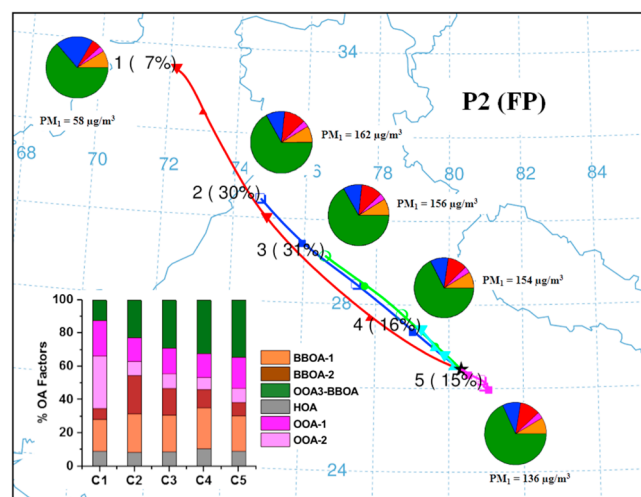 34
1 ( 7%)
PM₁ = 58 µg/m³
P2 (FP)
PM₁ = 162 µg/m³
68
70
72
74
76
78
80
82
84
2 ( 30%)
PM₁ = 156 µg/m³
3 ( 31%)
PM₁ = 154 µg/m³
28
4 ( 16%)
5 ( 15%)
PM₁ = 136 µg/m³
24
% OA Factors
100
80
60
40
20
0
C1 C2 C3 C4 C5
BBOA-1
BBOA-2
OOA3-BBOA
HOA
OOA-1
OOA-2